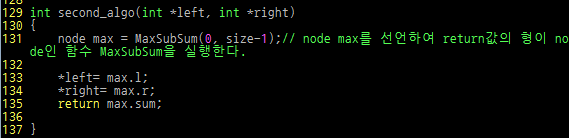 129 int second_algo(int *left, int *right)
130 {
131     node max = MaxSubSum(0, size-1);// node max를 선언하여 return값의 형이 no
de인 함수 MaxSubSum을 실행한다.
132
133     *left= max.l;
134     *right= max.r;
135     return max.sum;
136
137 }